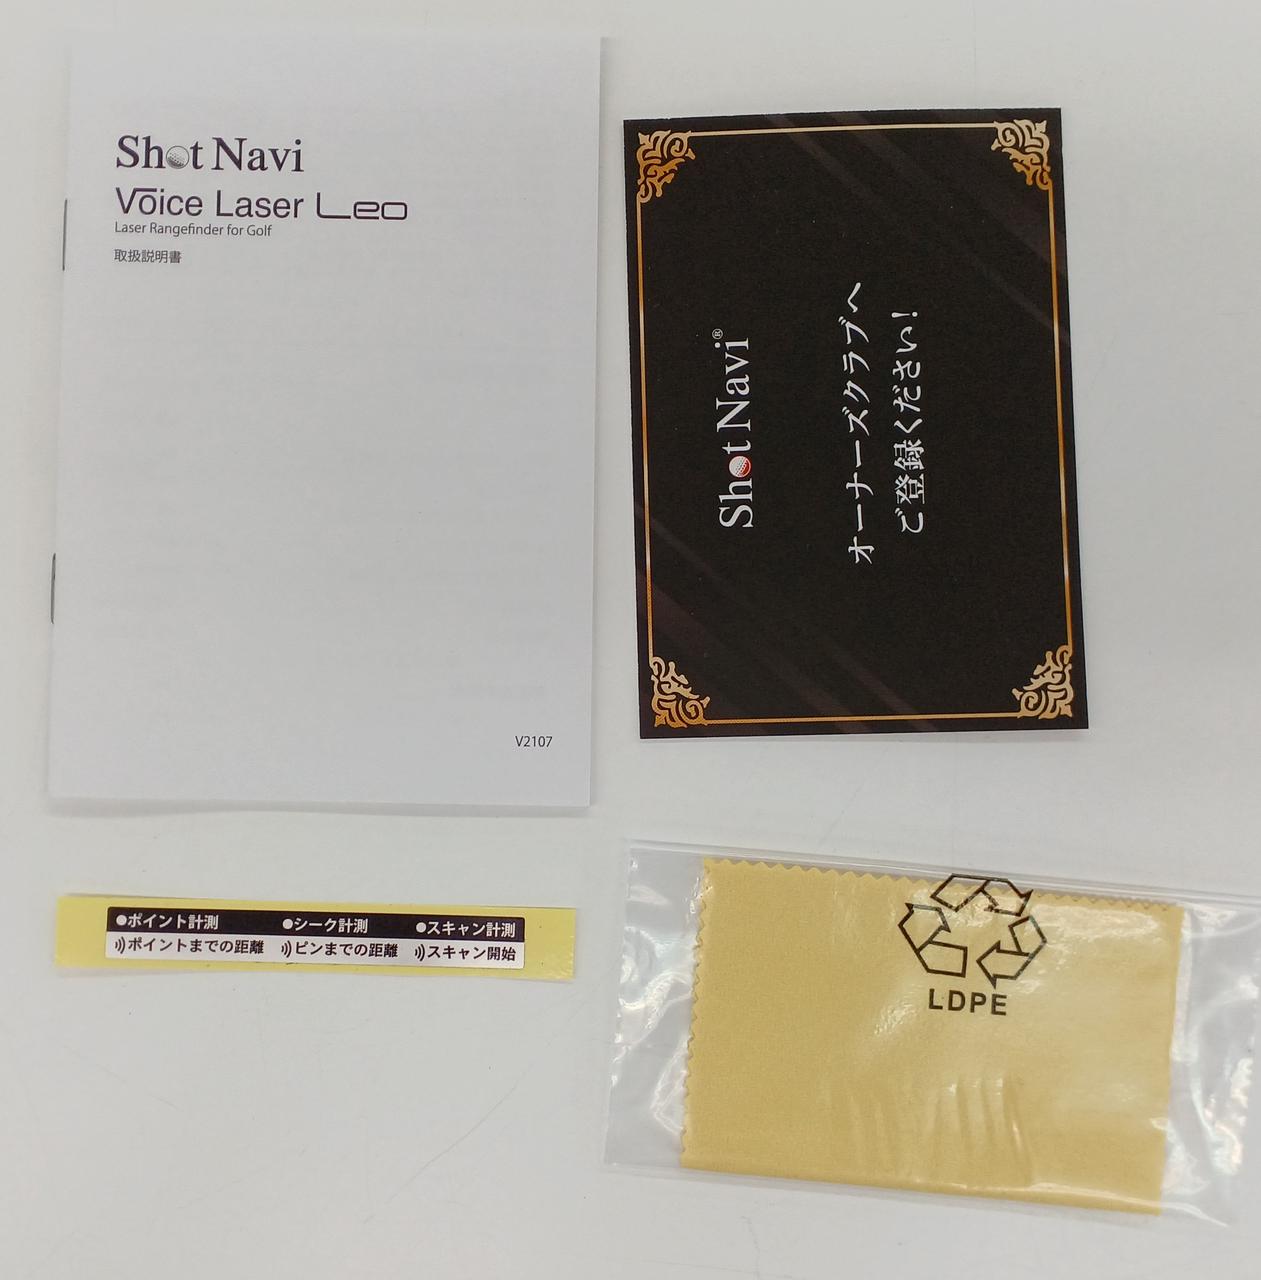 Shot Navi
Voice Laser Leo
Laser Rangefinder for Golf
取扱説明書
V2107
Shot Navi®
オーナーズクラブへ
ご登録ください!
●ポイント計測 ●シーク計測 ●スキャン計測
ポイントまでの距離 ピンまでの距離 スキャン開始
LDPE